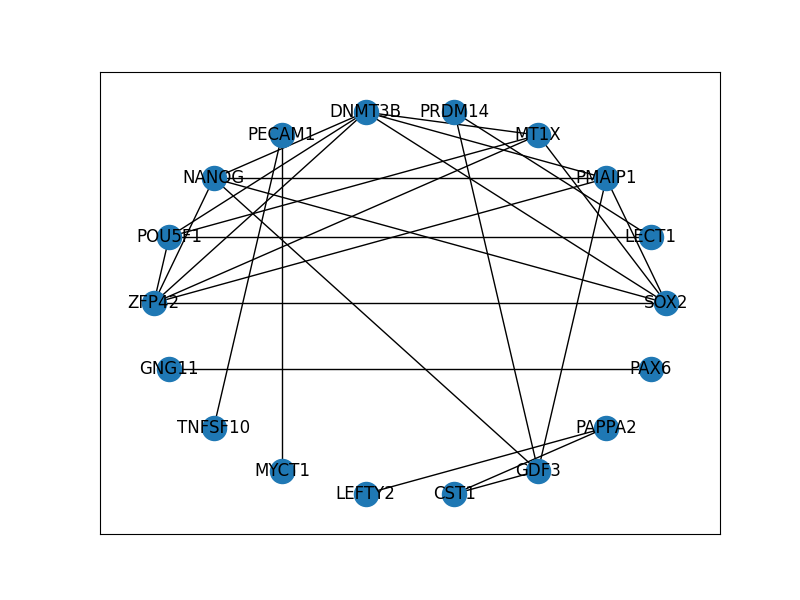 DNMT3B
PRDM14
PECAM1
MT1X
NANOG
PMAIP1
POU5F1
LECT1
ZFP42
SOX2
GNG11
PAX6
TNFSF10
PAPPA2
MYCT1
GDF3
LEFTY2
CST1